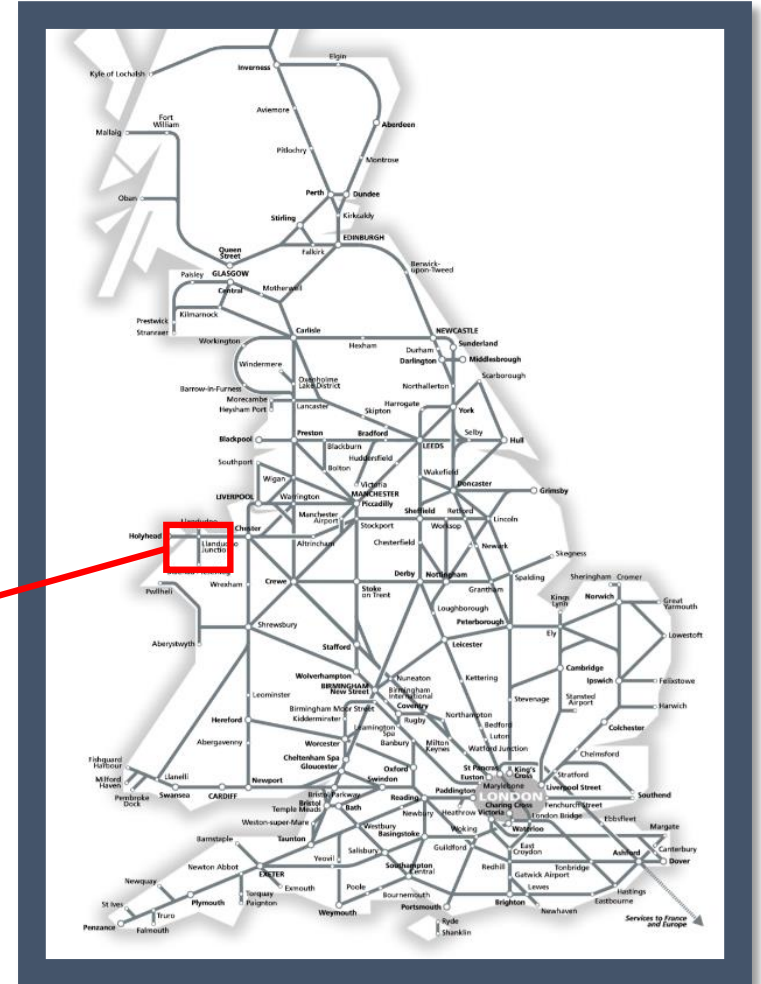 Elgin
Inverness
Kyle of Lochalsh
Aviemore
Fort
William
Mallaig
Aberdeen
Pitlochry
Montrose
Perth
Dundee
Oban
Stirling
Kirkcaldy
EDINBURGH
Queen
Street
Falkirk
Berwick-
upon-Tweed
Paisley
GLASGOW
Central
Motherwell
Prestwick
Kilmarnock
Stranraer
Carlisle
NEWCASTLE
Workington
Hexham
Sunderland
Durham
Darlington
Middlesbrough
Windermere
Scarborough
Oxenholme
Lake District
Barrow-in-Furness
Northallerton
Morecambe
Lancaster
Harrogate
York
Heysham Port
Skipton
Preston
Bradford
Selby
Blackpool
Blackburn
LEEDS
Hull
Southport
Huddersfield
Bolton
Wakefield
Wigan
Victoria
Doncaster
MANCHESTER
Piccadilly
Grimsby
LIVERPOOL
Warrington
Manchester
Airport
Sheffield
Retford
Lincoln
Stockport
Worksop
Holyhead
Chester
Llandudno
Junction
Altrincham
Chesterfield
Newark
Skegness
Wrexham
Crewe
Stoke
on Trent
Derby
Nottingham
Spalding
Sheringham
Cromer
Pwllheli
Grantham
Kings
Lynn
Norwich
Great
Yarmouth
Loughborough
Shrewsbury
Peterborough
Aberystwyth
Ely
Lowestoft
Stafford
Leicester
Wolverhampton
Cambridge
BIRMINGHAM
New Street
Nuneaton
Kettering
Ipswich
Felixstowe
Birmingham
International
Leominster
Birmingham Moor Street
Coventry
Stevenage
Stansted
Airport
Harwich
Hereford
Kidderminster
Rugby
Northampton
Leamington
Spa
Bedford
Colchester
Abergavenny
Worcester
Banbury
Milton
Keynes
Luton
Watford Junction
Chelmsford
Fishguard
Harbour
Cheltenham Spa
Gloucester
Oxford
St Pancras
King's
Cross
Euston
Stratford
Milford
Haven
Llanelli
Newport
Swindon
Marylebone
Liverpool Street
Pembroke
Dock
Swansea
CARDIFF
Bristol Parkway
Reading
Paddington
LONDON
Southend
Bristol
Temple Meads
Bath
Charing Cross
Fenchurch Street
Newbury
Heathrow
Victoria
London Bridge
Ebbsfleet
Weston-super-Mare
Westbury
Basingstoke
Woking
Waterloo
Margate
Barnstaple
Taunton
Salisbury
Guildford
East
Croydon
Canterbury
Yeovil
Ashford
Newton Abbot
EXETER
Southampton
Central
Redhill
Tonbridge
Dover
Gatwick Airport
Newquay
Exmouth
Poole
Lewes
Hastings
Torquay
Paignton
Bournemouth
Eastbourne
St Ives
Plymouth
Weymouth
Portsmouth
Brighton
Newhaven
Truro
Penzance
Falmouth
Ryde
Shanklin
Services to France
and Europe